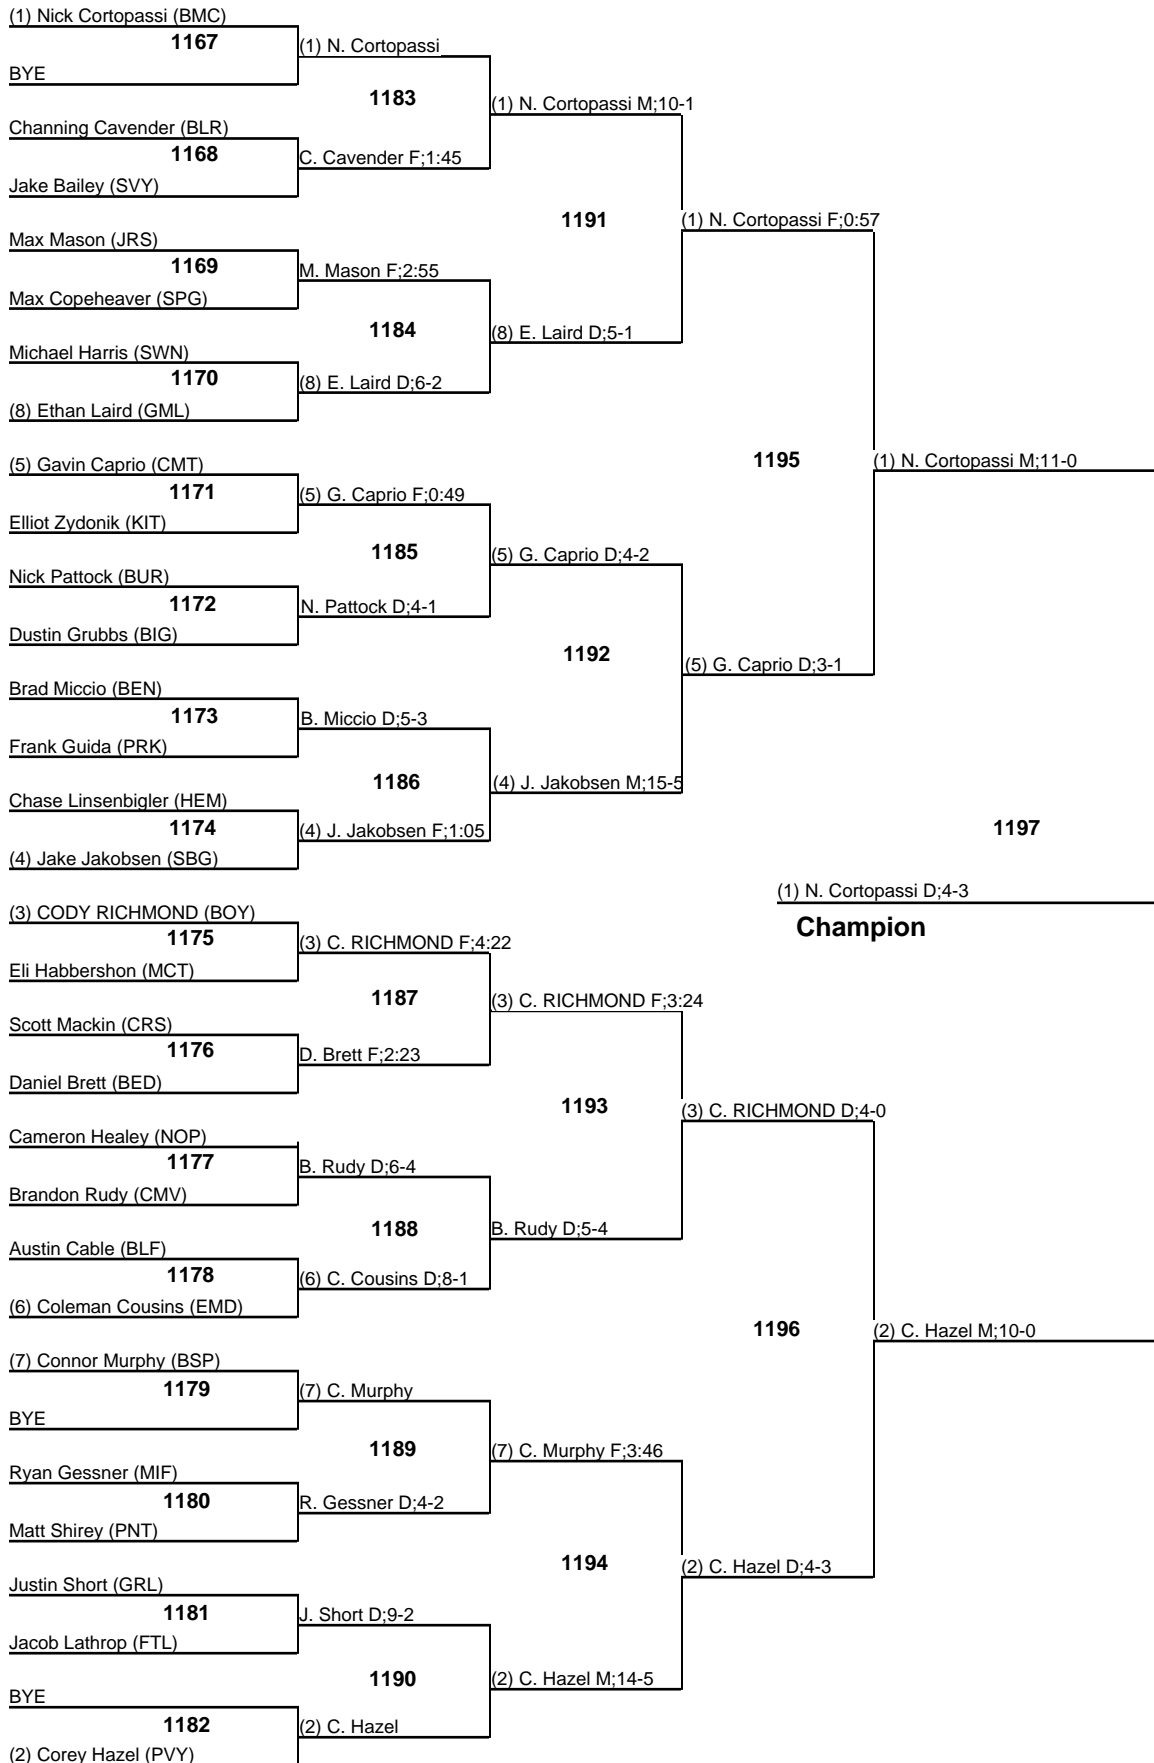 (1) Nick Cortopassi (BMC)
1167
(1) N. Cortopassi
BYE
1183
(1) N. Cortopassi M;10-1
Channing Cavender (BLR)
1168
C. Cavender F;1:45
Jake Bailey (SVY)
1191
(1) N. Cortopassi F;0:57
Max Mason (JRS)
1169
M. Mason F;2:55
Max Copeheaver (SPG)
1184
(8) E. Laird D;5-1
Michael Harris (SWN)
1170
(8) E. Laird D;6-2
(8) Ethan Laird (GML)
1195
(1) N. Cortopassi M;11-0
(5) Gavin Caprio (CMT)
1171
(5) G. Caprio F;0:49
Elliot Zydonik (KIT)
1185
(5) G. Caprio D;4-2
Nick Pattock (BUR)
1172
N. Pattock D;4-1
Dustin Grubbs (BIG)
1192
(5) G. Caprio D;3-1
Brad Miccio (BEN)
1173
B. Miccio D;5-3
Frank Guida (PRK)
1186
(4) J. Jakobsen M;15-5
Chase Linsenbigler (HEM)
1174
(4) J. Jakobsen F;1:05
(4) Jake Jakobsen (SBG)
1197
(1) N. Cortopassi D;4-3
Champion
(3) CODY RICHMOND (BOY)
1175
(3) C. RICHMOND F;4:22
Eli Habbershon (MCT)
1187
(3) C. RICHMOND F;3:24
Scott Mackin (CRS)
1176
D. Brett F;2:23
Daniel Brett (BED)
1193
(3) C. RICHMOND D;4-0
Cameron Healey (NOP)
1177
B. Rudy D;6-4
Brandon Rudy (CMV)
1188
B. Rudy D;5-4
Austin Cable (BLF)
1178
(6) C. Cousins D;8-1
(6) Coleman Cousins (EMD)
1196
(2) C. Hazel M;10-0
(7) Connor Murphy (BSP)
1179
(7) C. Murphy
BYE
1189
(7) C. Murphy F;3:46
Ryan Gessner (MIF)
1180
R. Gessner D;4-2
Matt Shirey (PNT)
1194
(2) C. Hazel D;4-3
Justin Short (GRL)
1181
J. Short D;9-2
Jacob Lathrop (FTL)
1190
(2) C. Hazel M;14-5
BYE
1182
(2) C. Hazel
(2) Corey Hazel (PVY)